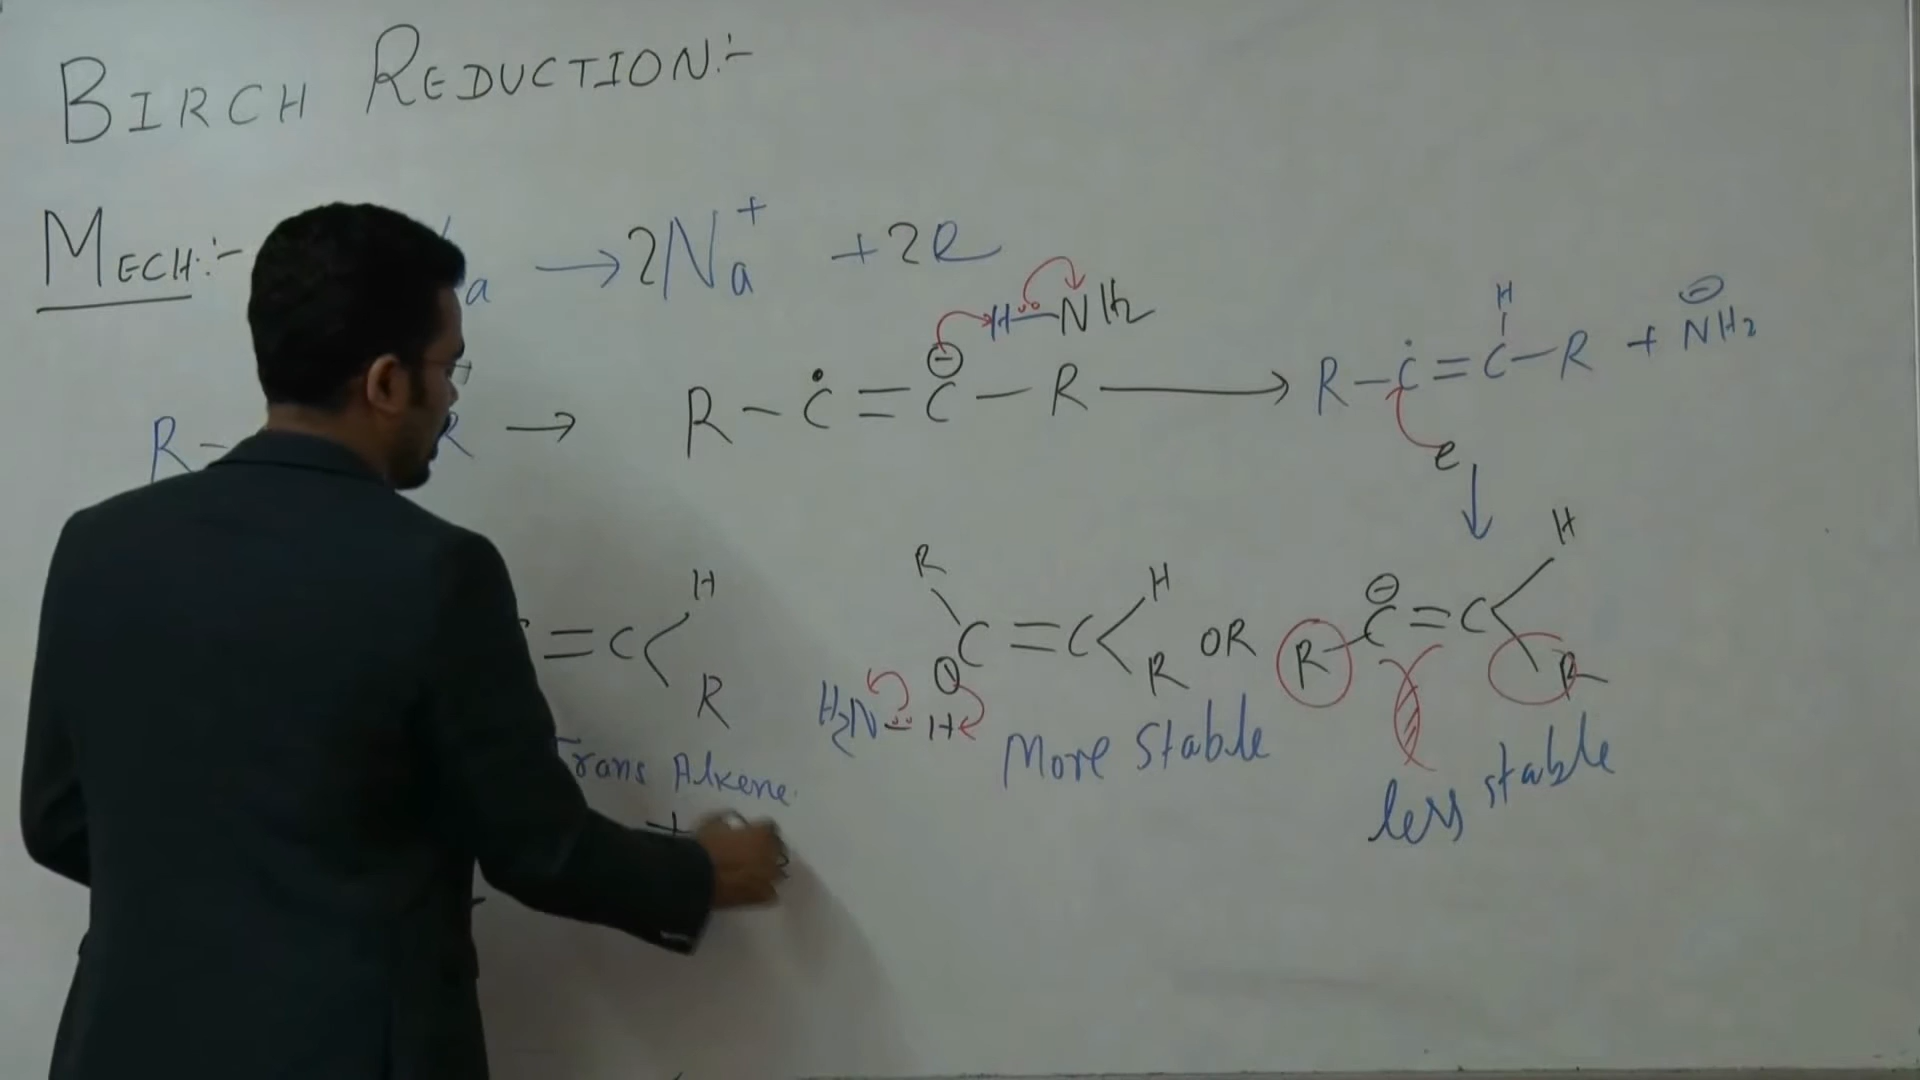 BIRCH REDUCTION:-
MECH:- a → 2Na⁺ + 2e
H:NH₂
R - R → R - Ċ = C⁻ - R → R - Ċ = C - R + NH₂⁻
H
e
↓
H R H H
= C R C = C R OR R C⁻ = C R
H₂N : H
Trans Alkene More Stable less stable
+